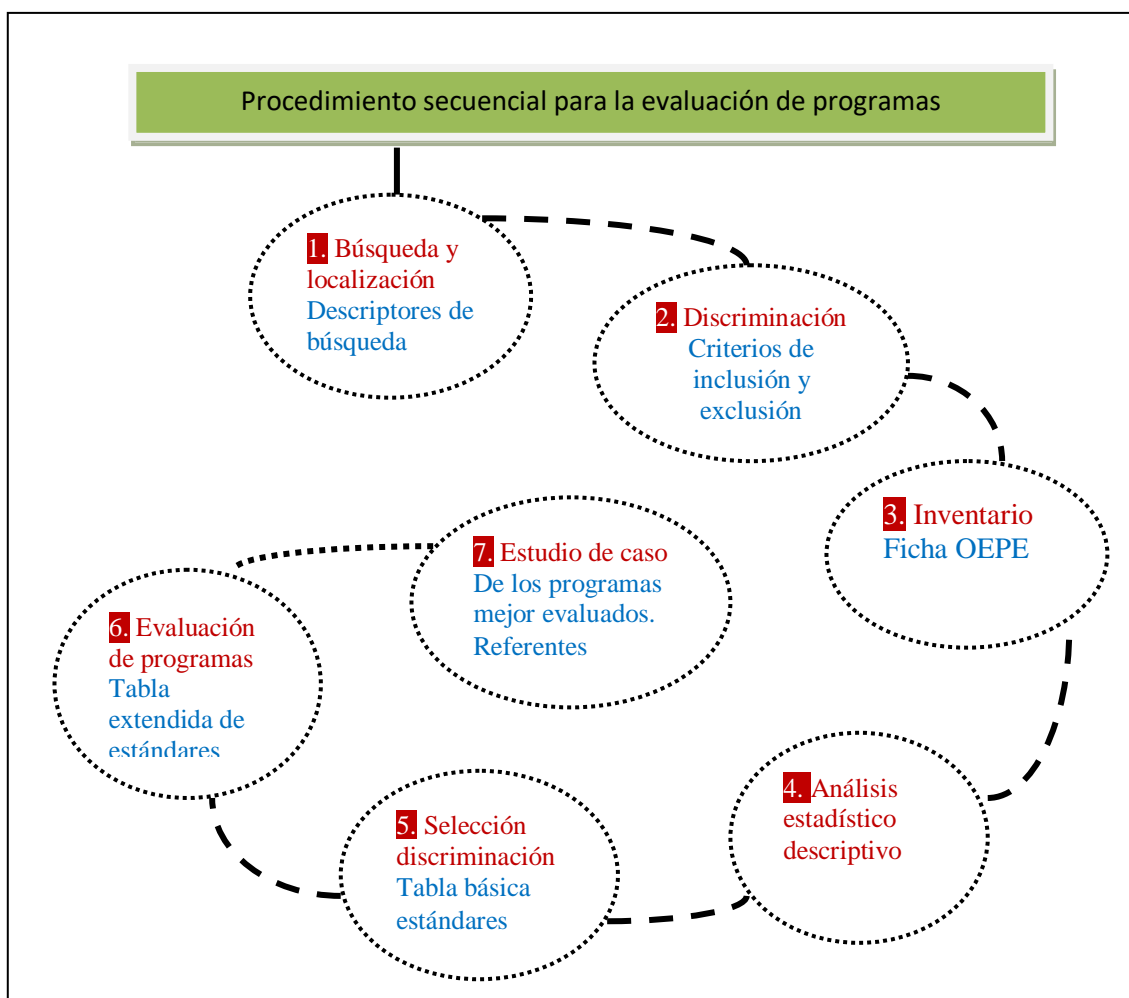 Procedimiento secuencial para la evaluación de programas
1. Búsqueda y
localización
Descriptores de
búsqueda
2. Discriminación
Criterios de
inclusión y
exclusión
3. Inventario
Ficha OEPE
4. Análisis
estadístico
descriptivo
5. Selección
discriminación
Tabla básica
estándares
6. Evaluación
de programas
Tabla
extendida de
estándares
7. Estudio de caso
De los programas
mejor evaluados.
Referentes